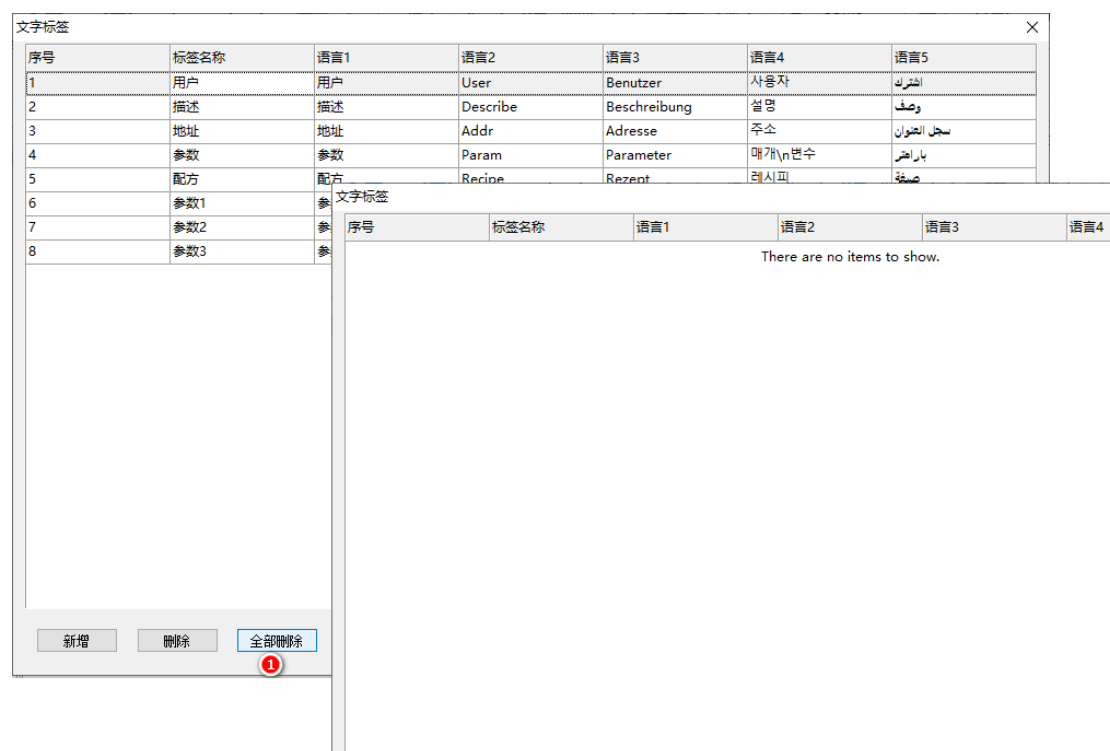 文字标签
序号 标签名称 语言1 语言2 语言3 语言4 语言5
1 用户 用户 User Benutzer 사용자 اشترك
2 描述 描述 Describe Beschreibung 설명 وصف
3 地址 地址 Addr Adresse 주소 سجل العنوان
4 参数 参数 Param Parameter 매개\n변수
5 配方 配方 Recipe Rezept 레시피 صيغة
6 参数1
7 参数2
8 参数3
新增 删除 全部删除
1
文字标签
序号 标签名称 语言1 语言2 语言3 语言4
There are no items to show.